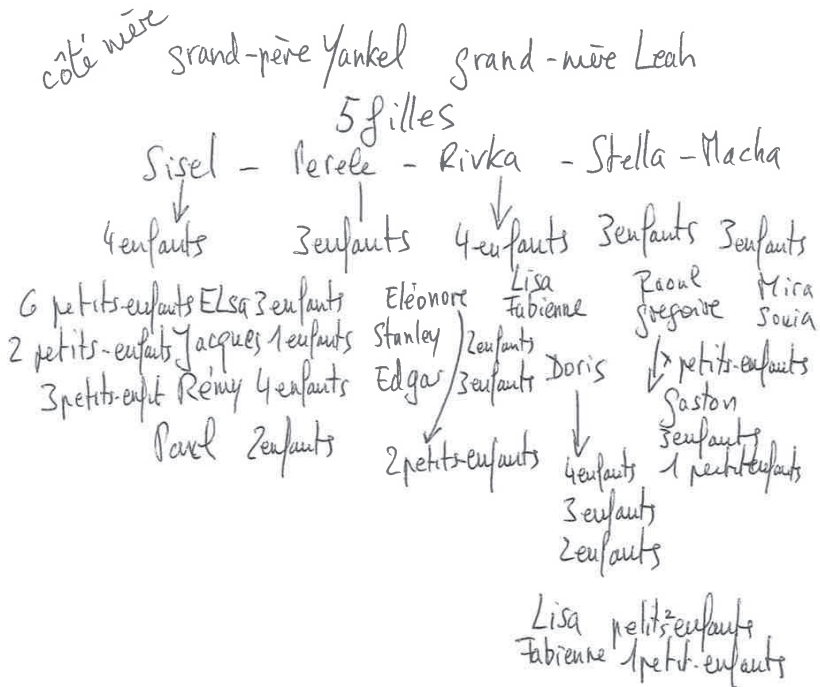 côté mère
grand-père Yankel grand-mère Leah
5 filles
Sisel - Perele - Rivka - Stella - Macha
4 enfants 3 enfants 4 enfants 3 enfants 3 enfants
6 petits-enfants Elsa 3 enfants Eléonore Lisa Raoul Mira
Fabienne Grégoire Sonia
2 petits-enfants Jacques 1 enfants Stanley 2 enfants
3 petits-enfit Rémy 4 enfants Edgar 3 enfants Doris petits-enfants
Gaston
Pavel 2 enfants 3 enfants
2 petits-enfants 4 enfants 1 petit enfants
3 enfants
2 enfants
Lisa petits 2 enfants
Fabienne 1 petit-enfants